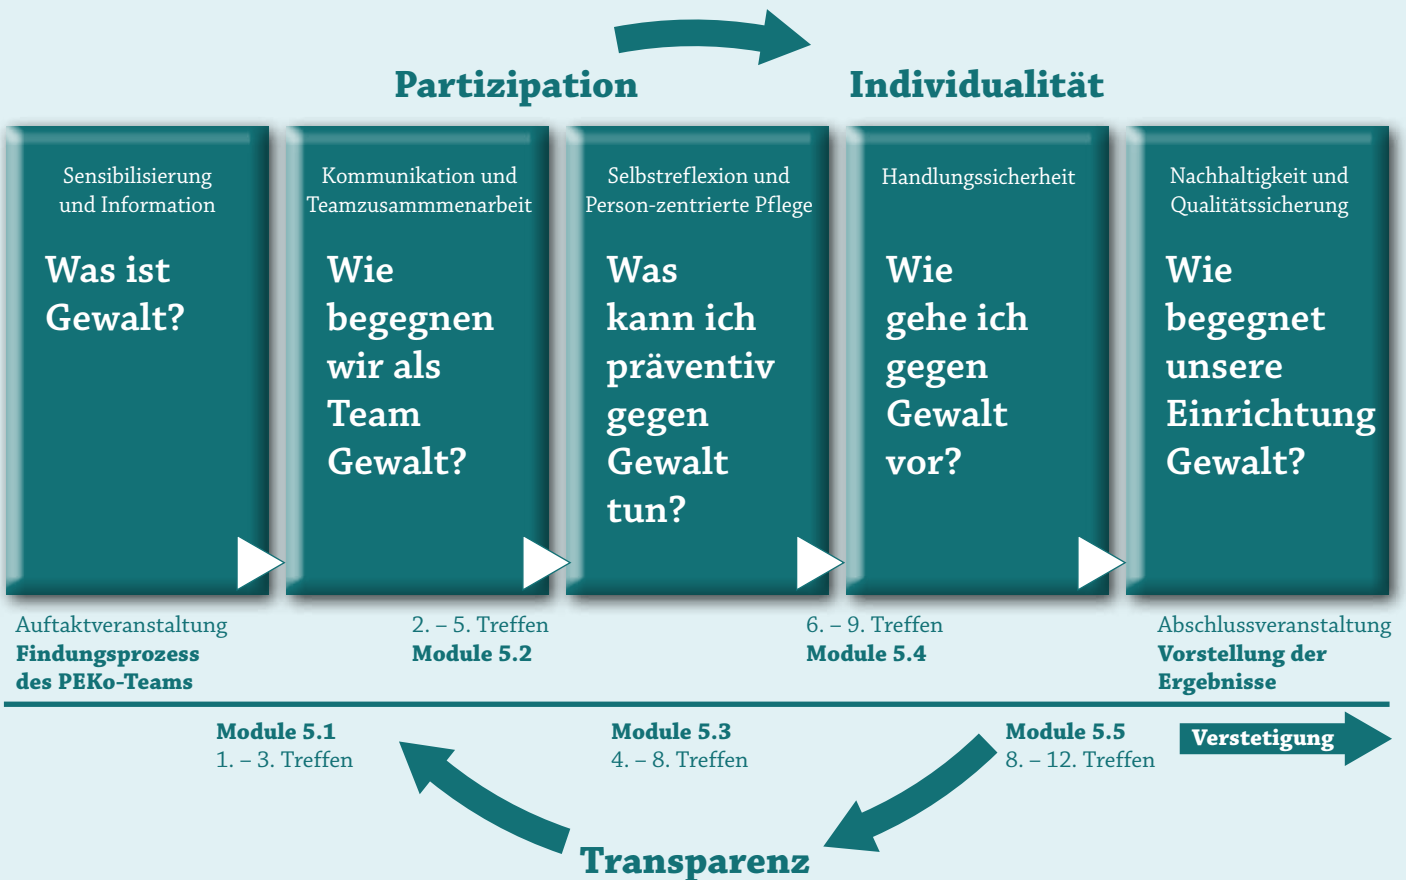 Partizipation
Individualität
Sensibilisierung
und Information
Was ist
Gewalt?
Kommunikation und
Teamzusammmenarbeit
Wie
begegnen
wir als
Team
Gewalt?
Selbstreflexion und
Person-zentrierte Pflege
Was
kann ich
präventiv
gegen
Gewalt
tun?
Handlungssicherheit
Wie
gehe ich
gegen
Gewalt
vor?
Nachhaltigkeit und
Qualitätssicherung
Wie
begegnet
unsere
Einrichtung
Gewalt?
Auftaktveranstaltung
Findungsprozess
des PEKo-Teams
2. – 5. Treffen
Module 5.2
6. – 9. Treffen
Module 5.4
Abschlussveranstaltung
Vorstellung der
Ergebnisse
Module 5.1
1. – 3. Treffen
Module 5.3
4. – 8. Treffen
Module 5.5
8. – 12. Treffen
Verstetigung
Transparenz